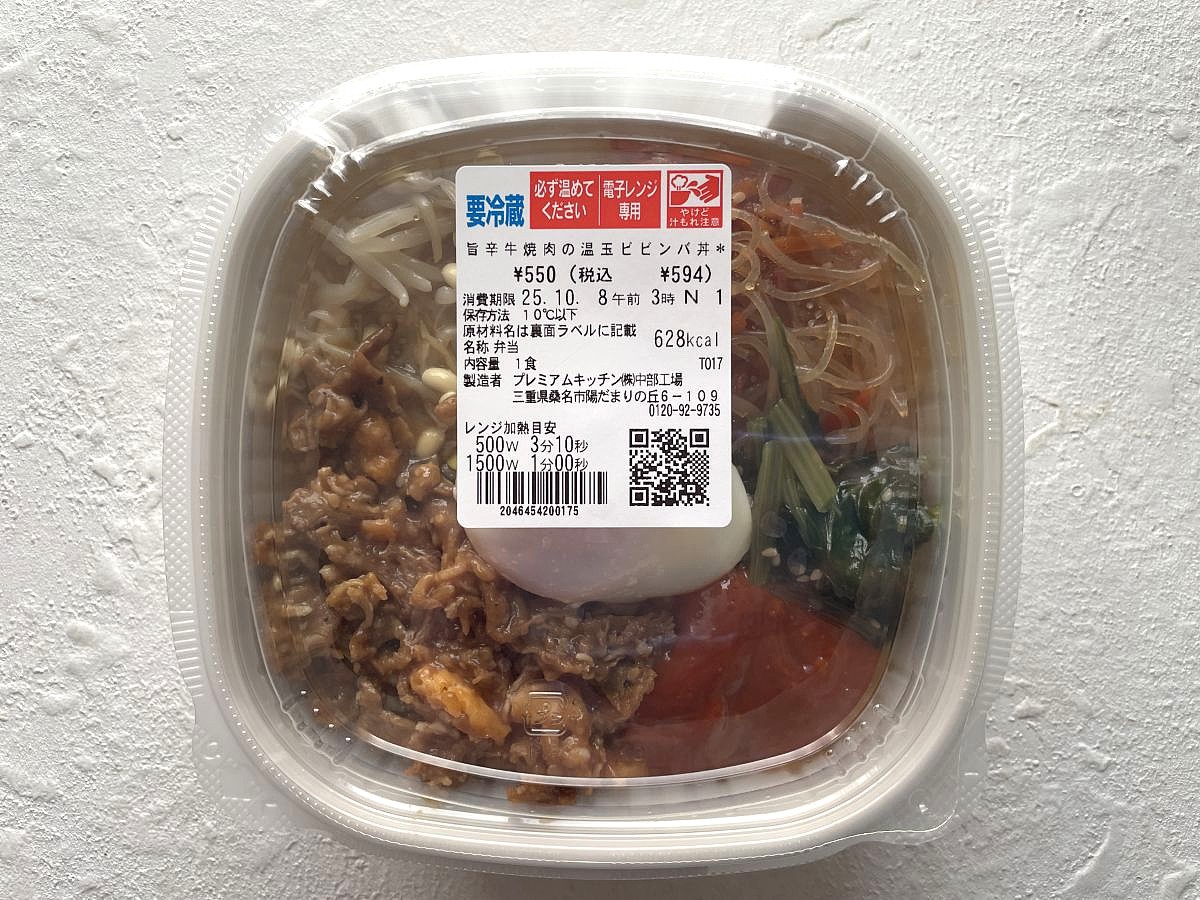 要冷蔵
必ず温めて
ください
電子レンジ
専用
やけど
汁もれ注意
旨辛牛焼肉の温玉ビビンバ丼＊
¥550（税込 ¥594）
消費期限 25.10. 8午前 3時 N 1
保存方法 10℃以下
原材料名は裏面ラベルに記載
628kcal
名称 弁当
内容量 1食 T017
製造者 プレミアムキッチン㈱中部工場
三重県桑名市陽だまりの丘6－109
0120-92-9735
レンジ加熱目安
500W 3分10秒
1500W 1分00秒
2046454200175